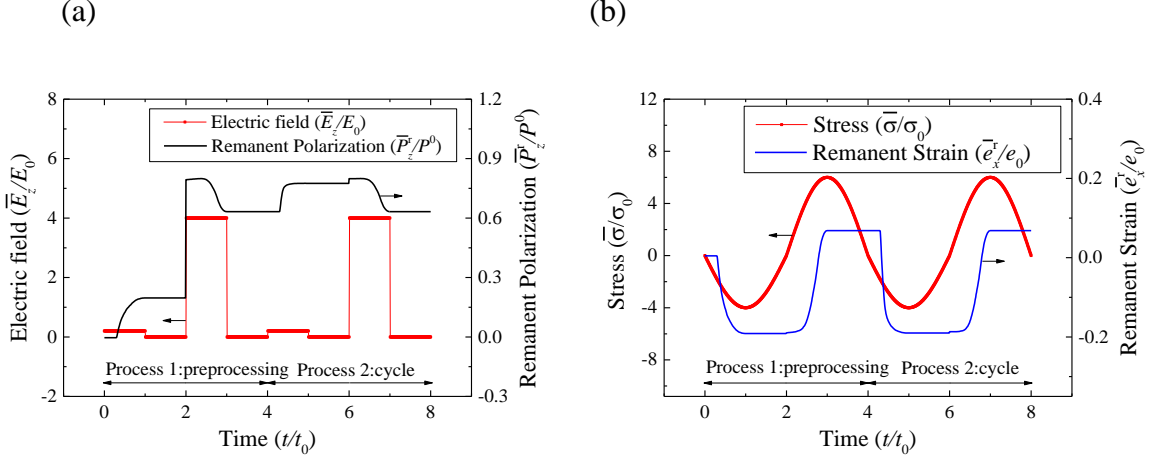 (a)
8
6
4
2
0
-2
Electric field (E̅z/E0)
1.2
0.9
0.6
0.3
0.0
-0.3
Remanent Polarization (P̅zʳ/P⁰)
Electric field (E̅z/E0)
Remanent Polarization (P̅zʳ/P⁰)
Process 1:preprocessing
Process 2:cycle
0 2 4 6 8
Time (t/t0)
(b)
12
8
4
0
-4
-8
Stress (σ̅/σ0)
0.4
0.2
0.0
-0.2
Remanent Strain (e̅xʳ/e0)
Stress (σ̅/σ0)
Remanent Strain (e̅xʳ/e0)
Process 1:preprocessing
Process 2:cycle
0 2 4 6 8
Time (t/t0)